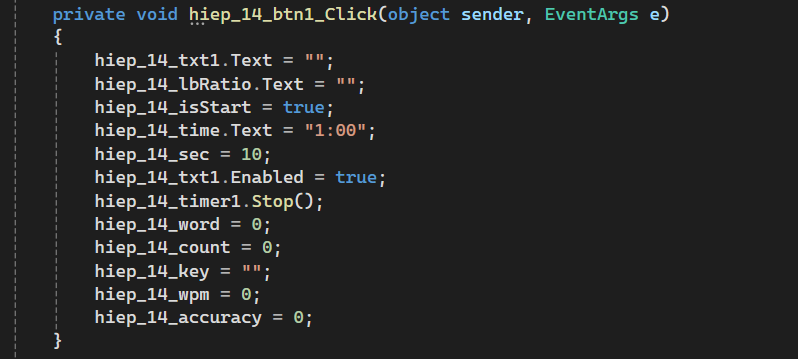 private void hiep_14_btn1_Click(object sender, EventArgs e)
{
hiep_14_txt1.Text = "";
hiep_14_lbRatio.Text = "";
hiep_14_isStart = true;
hiep_14_time.Text = "1:00";
hiep_14_sec = 10;
hiep_14_txt1.Enabled = true;
hiep_14_timer1.Stop();
hiep_14_word = 0;
hiep_14_count = 0;
hiep_14_key = "";
hiep_14_wpm = 0;
hiep_14_accuracy = 0;
}